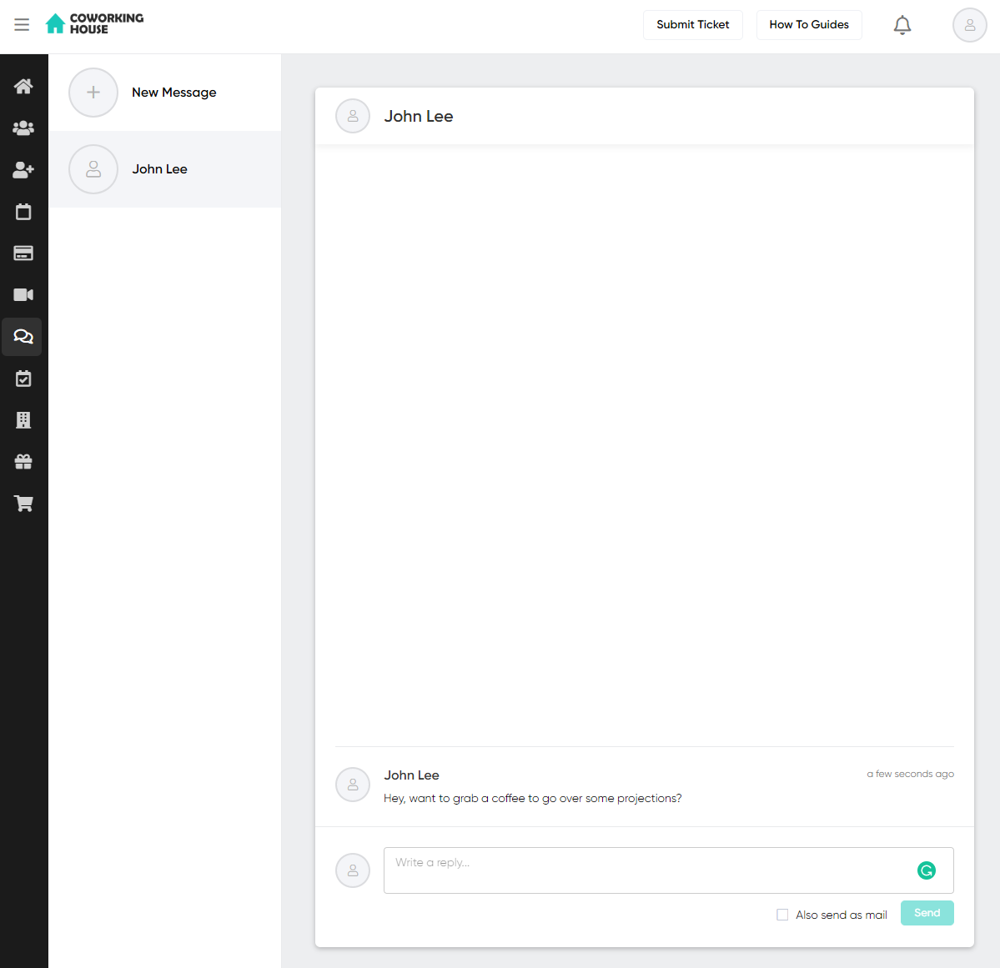 COWORKING
HOUSE
Submit Ticket
How To Guides
New Message
John Lee
John Lee
John Lee
a few seconds ago
Hey, want to grab a coffee to go over some projections?
Write a reply...
Also send as mail
Send